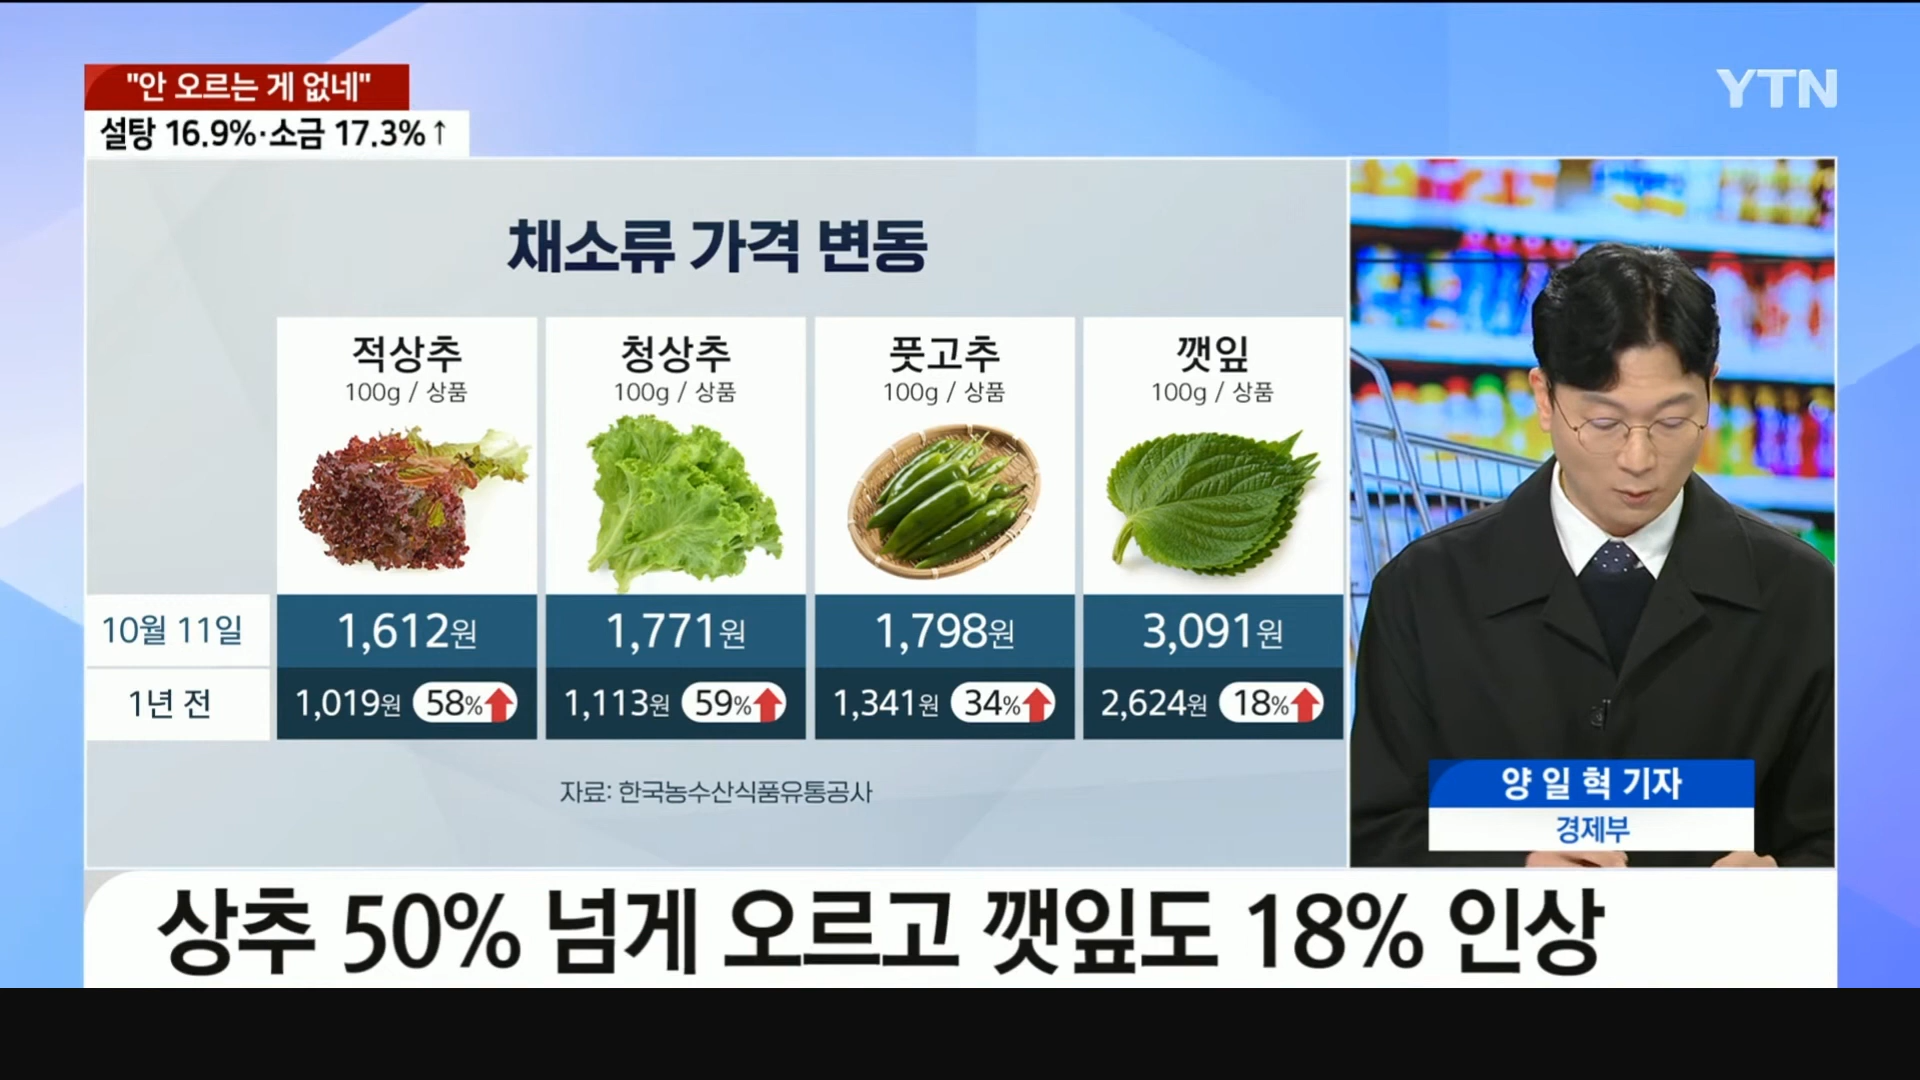 "안 오르는 게 없네"
설탕 16.9%·소금 17.3%↑
YTN
채소류 가격 변동
적상추 청상추 풋고추 깻잎
100g / 상품 100g / 상품 100g / 상품 100g / 상품
10월 11일 1,612원 1,771원 1,798원 3,091원
1년 전 1,019원 58% 1,113원 59% 1,341원 34% 2,624원 18%
자료: 한국농수산식품유통공사
양일혁 기자
경제부
상추 50% 넘게 오르고 깻잎도 18% 인상